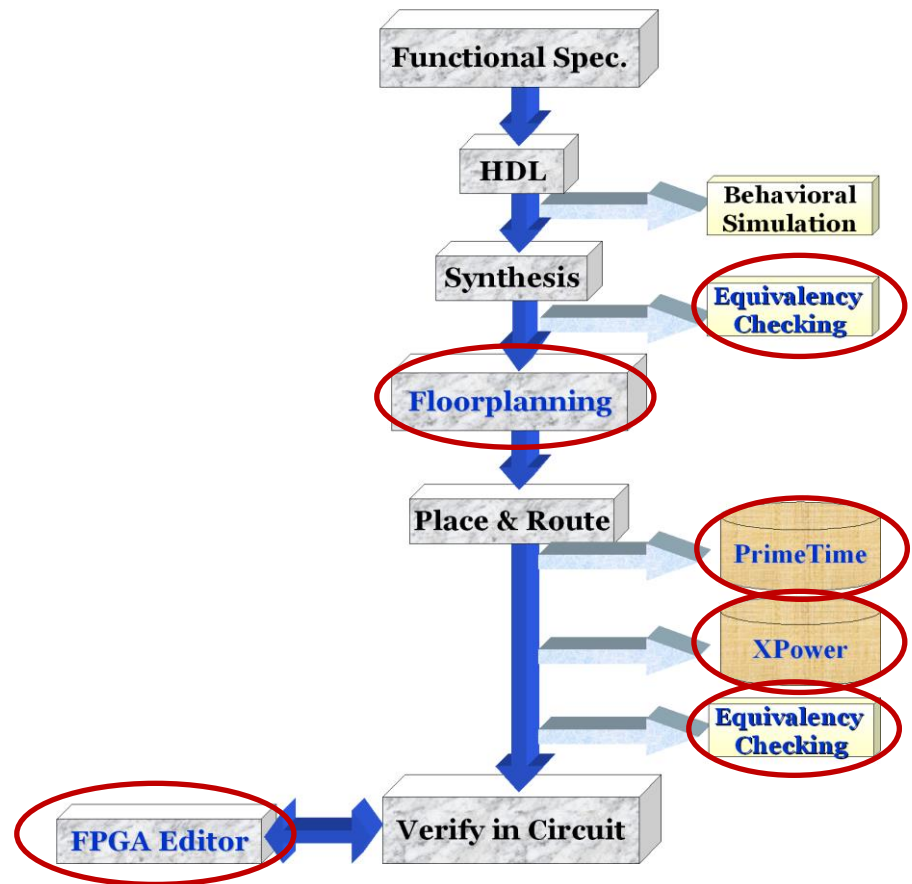 Functional Spec.
HDL
Behavioral
Simulation
Synthesis
Equivalency
Checking
Floorplanning
Place & Route
PrimeTime
XPower
Equivalency
Checking
FPGA Editor
Verify in Circuit